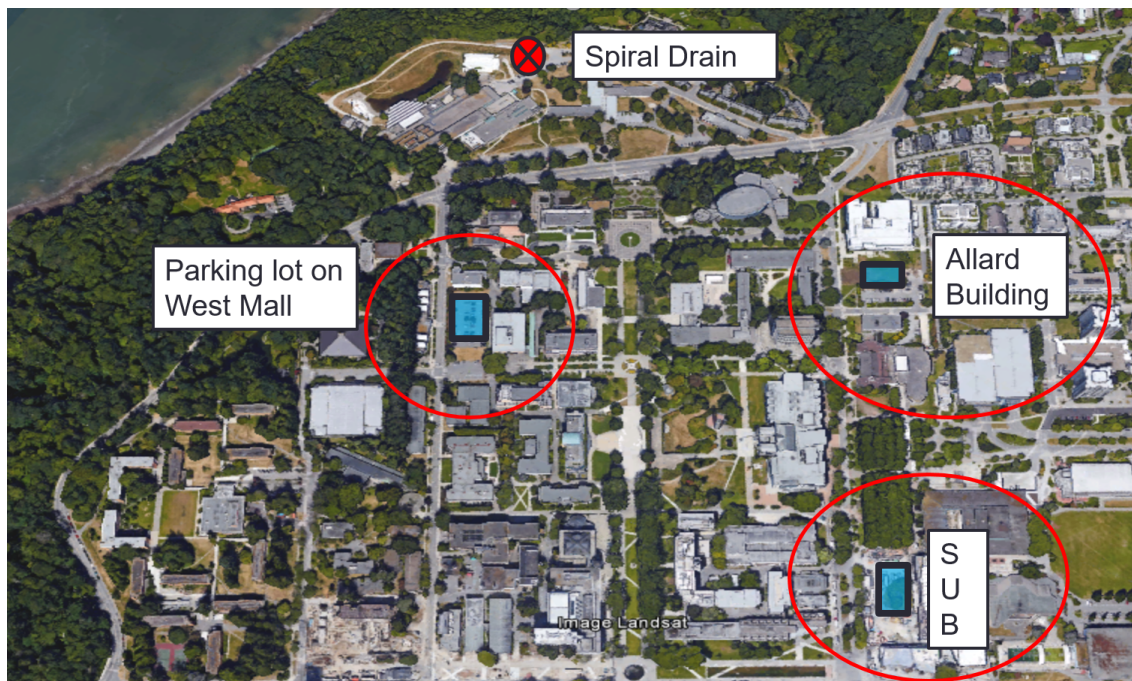 Spiral Drain
Parking lot on
West Mall
Allard
Building
S
U
B
Image Landsat